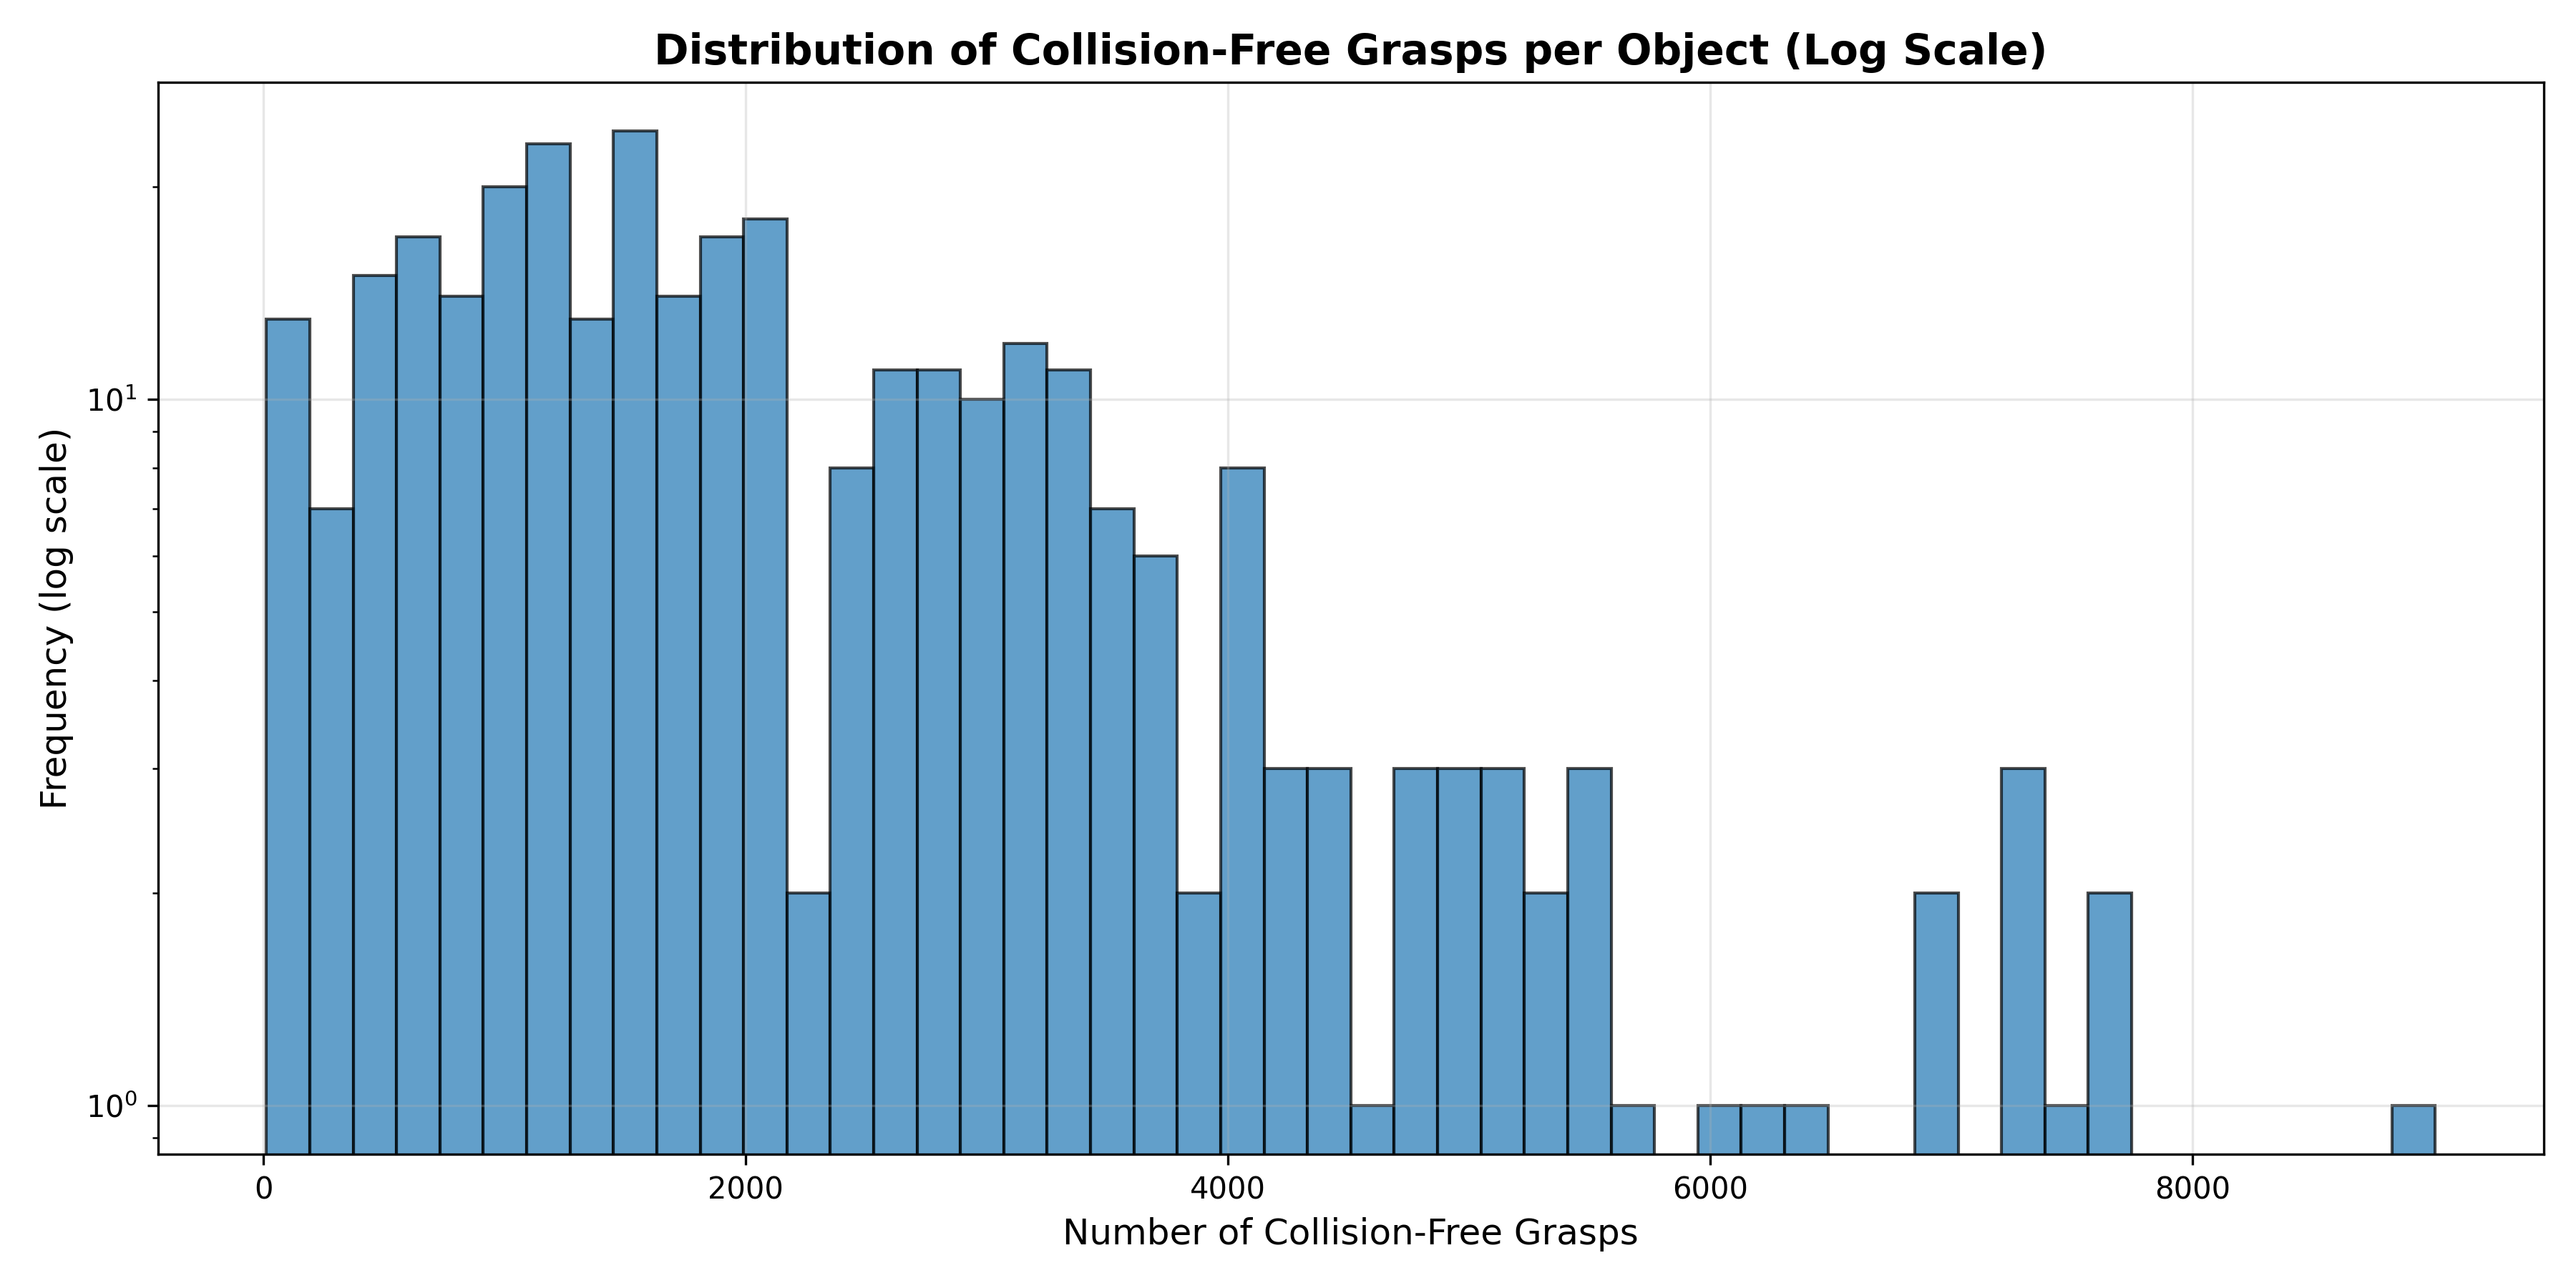 Distribution of Collision-Free Grasps per Object (Log Scale)
Frequency (log scale)
10¹
10⁰
0 2000 4000 6000 8000
Number of Collision-Free Grasps